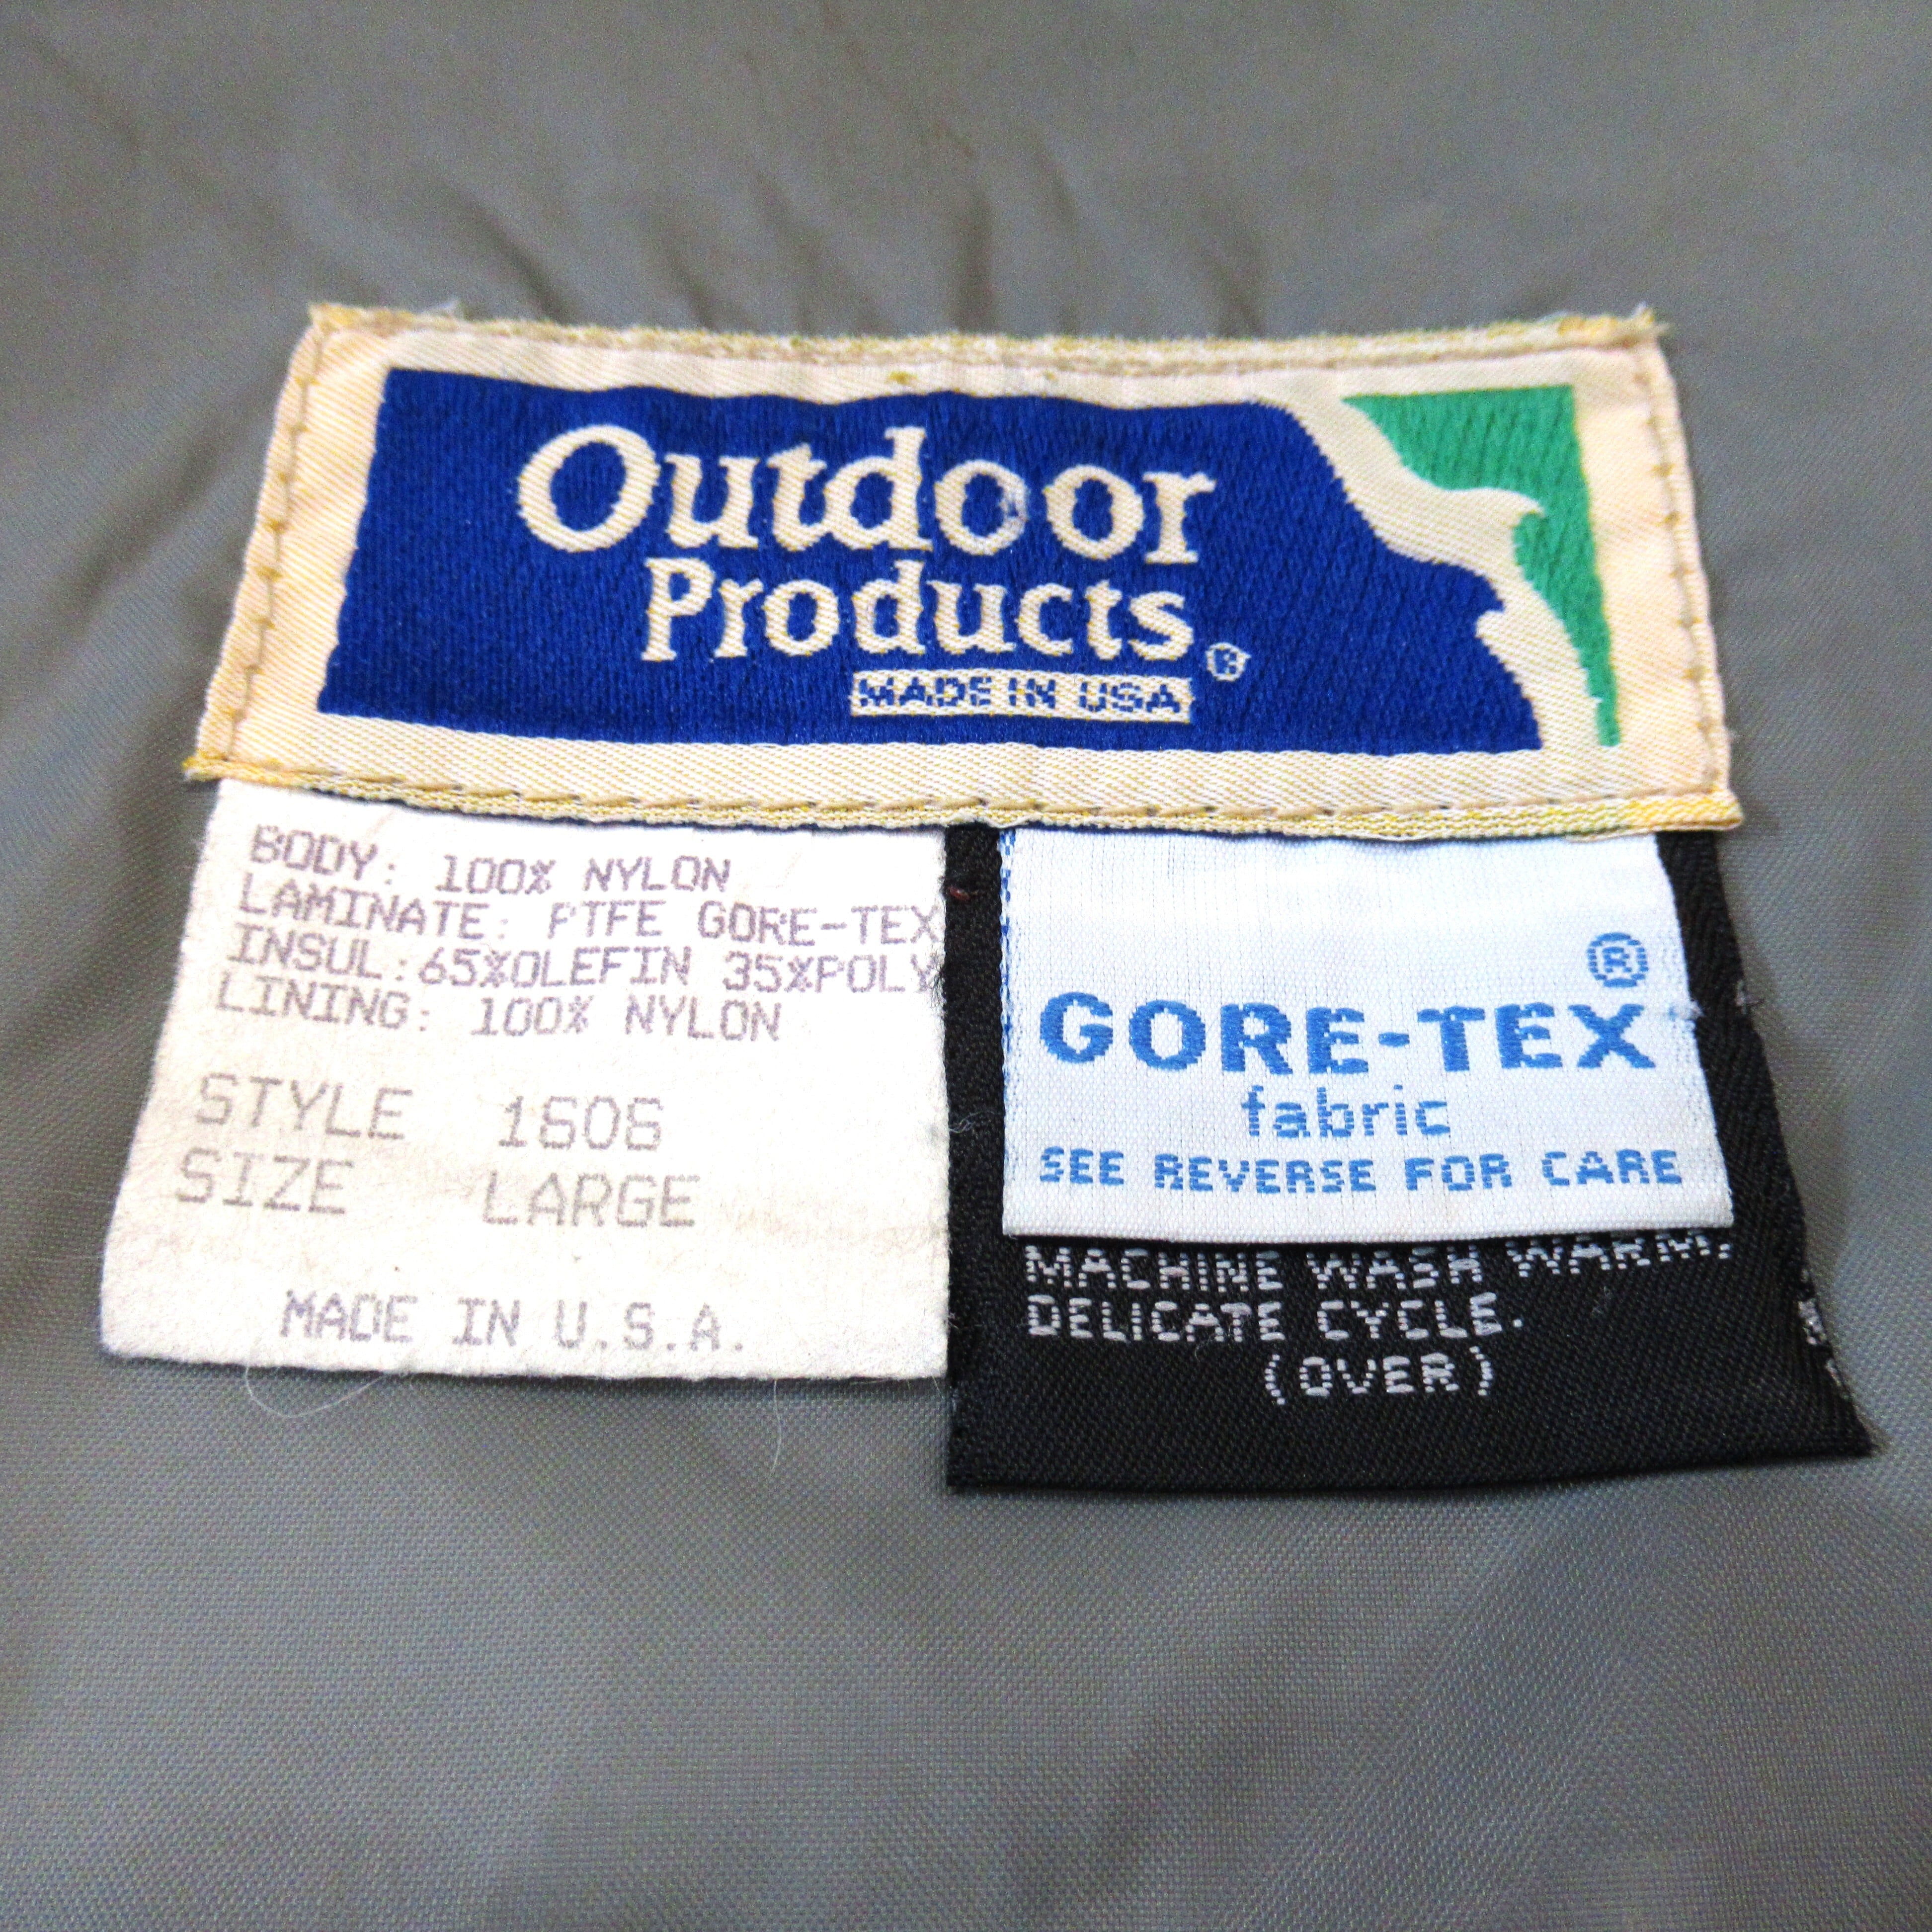 Outdoor
Products®
MADE IN USA
BODY: 100% NYLON
LAMINATE: PTFE GORE-TEX
INSUL:65%OLEFIN 35%POLY
LINING: 100% NYLON
STYLE 1606
SIZE LARGE
MADE IN U.S.A.
GORE-TEX®
fabric
SEE REVERSE FOR CARE
MACHINE WASH WARM,
DELICATE CYCLE.
(OVER)